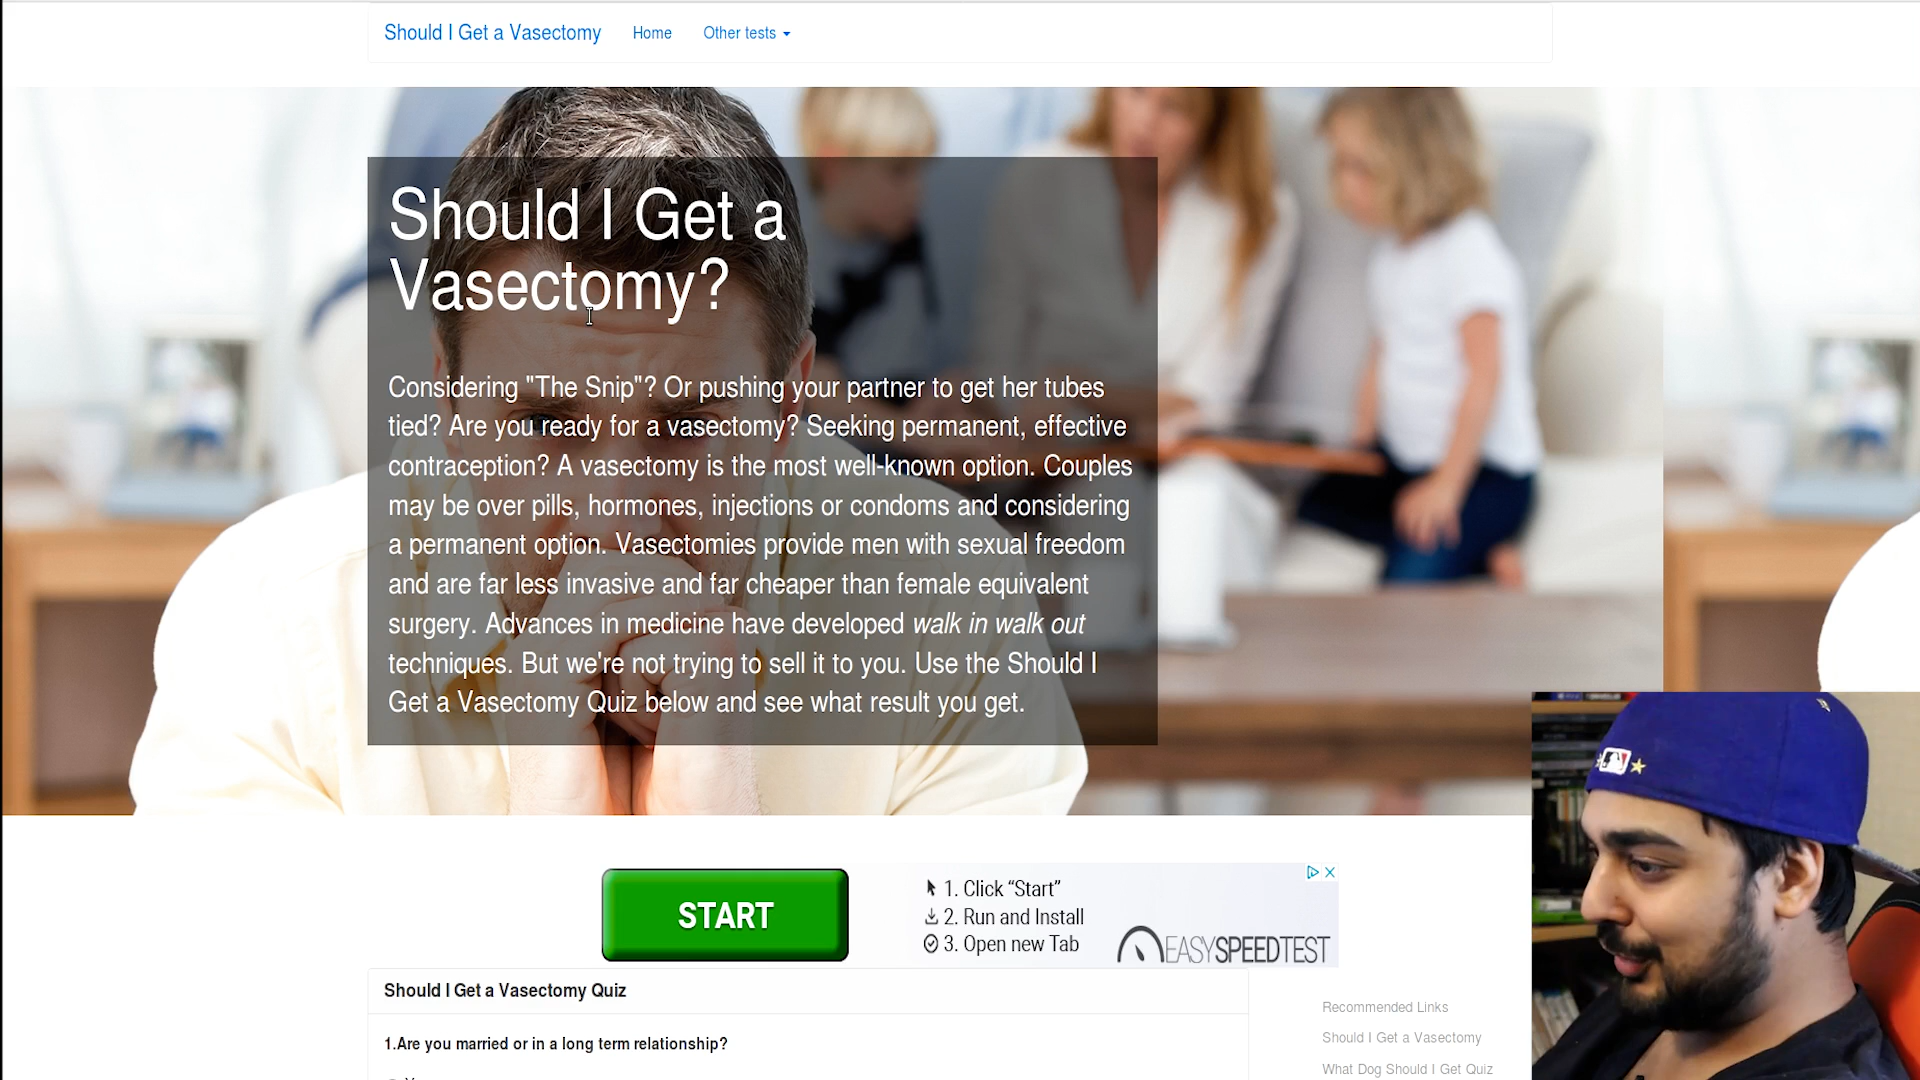 Should I Get a Vasectomy Home Other tests
Should I Get a
Vasectomy?
Considering "The Snip"? Or pushing your partner to get her tubes
tied? Are you ready for a vasectomy? Seeking permanent, effective
contraception? A vasectomy is the most well-known option. Couples
may be over pills, hormones, injections or condoms and considering
a permanent option. Vasectomies provide men with sexual freedom
and are far less invasive and far cheaper than female equivalent
surgery. Advances in medicine have developed walk in walk out
techniques. But we're not trying to sell it to you. Use the Should I
Get a Vasectomy Quiz below and see what result you get.
START
1. Click “Start”
2. Run and Install
3. Open new Tab
EASYSPEEDTEST
Should I Get a Vasectomy Quiz
1.Are you married or in a long term relationship?
Recommended Links
Should I Get a Vasectomy
What Dog Should I Get Quiz